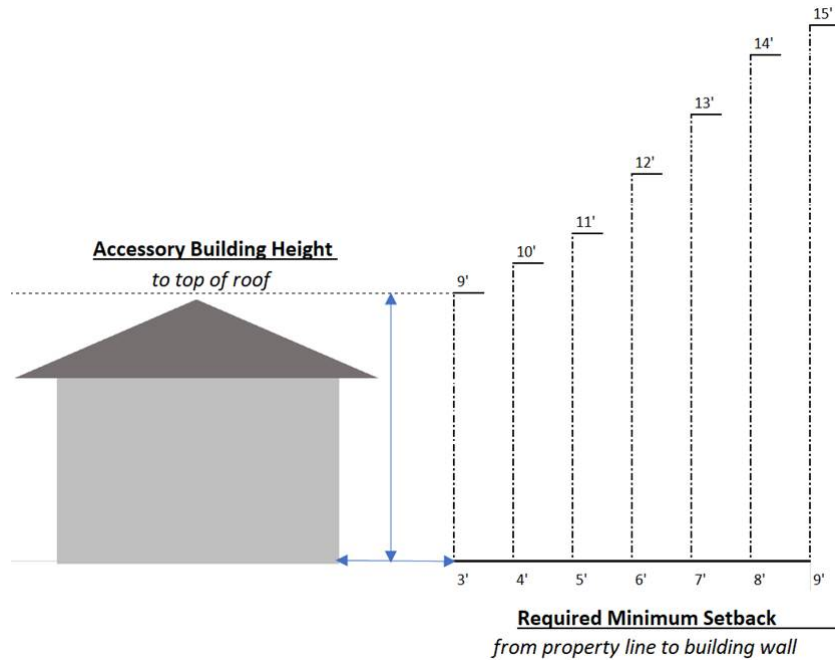 15'
14'
13'
12'
11'
10'
Accessory Building Height
to top of roof
9'
3' 4' 5' 6' 7' 8' 9'
Required Minimum Setback
from property line to building wall